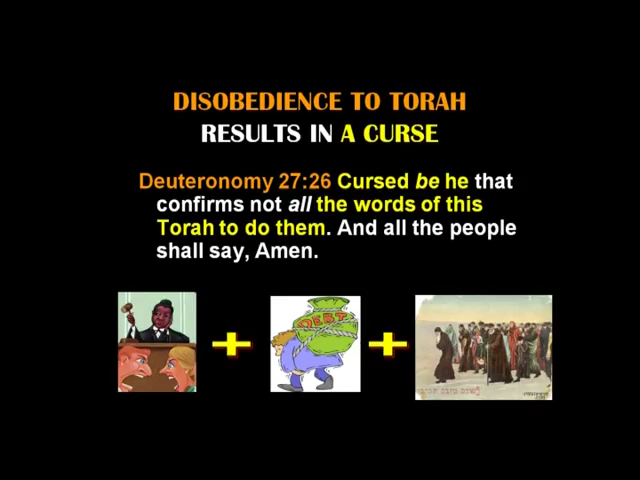 DISOBEDIENCE TO TORAH
RESULTS IN A CURSE
Deuteronomy 27:26 Cursed be he that
confirms not all the words of this
Torah to do them. And all the people
shall say, Amen.
DEBT